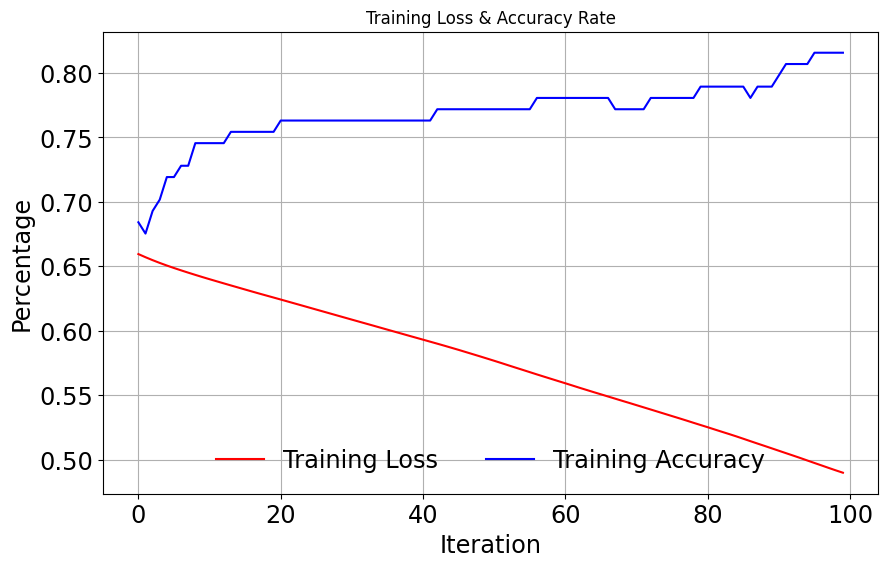 Training Loss & Accuracy Rate
Percentage
0.80
0.75
0.70
0.65
0.60
0.55
0.50
Training Loss
Training Accuracy
0 20 40 60 80 100
Iteration